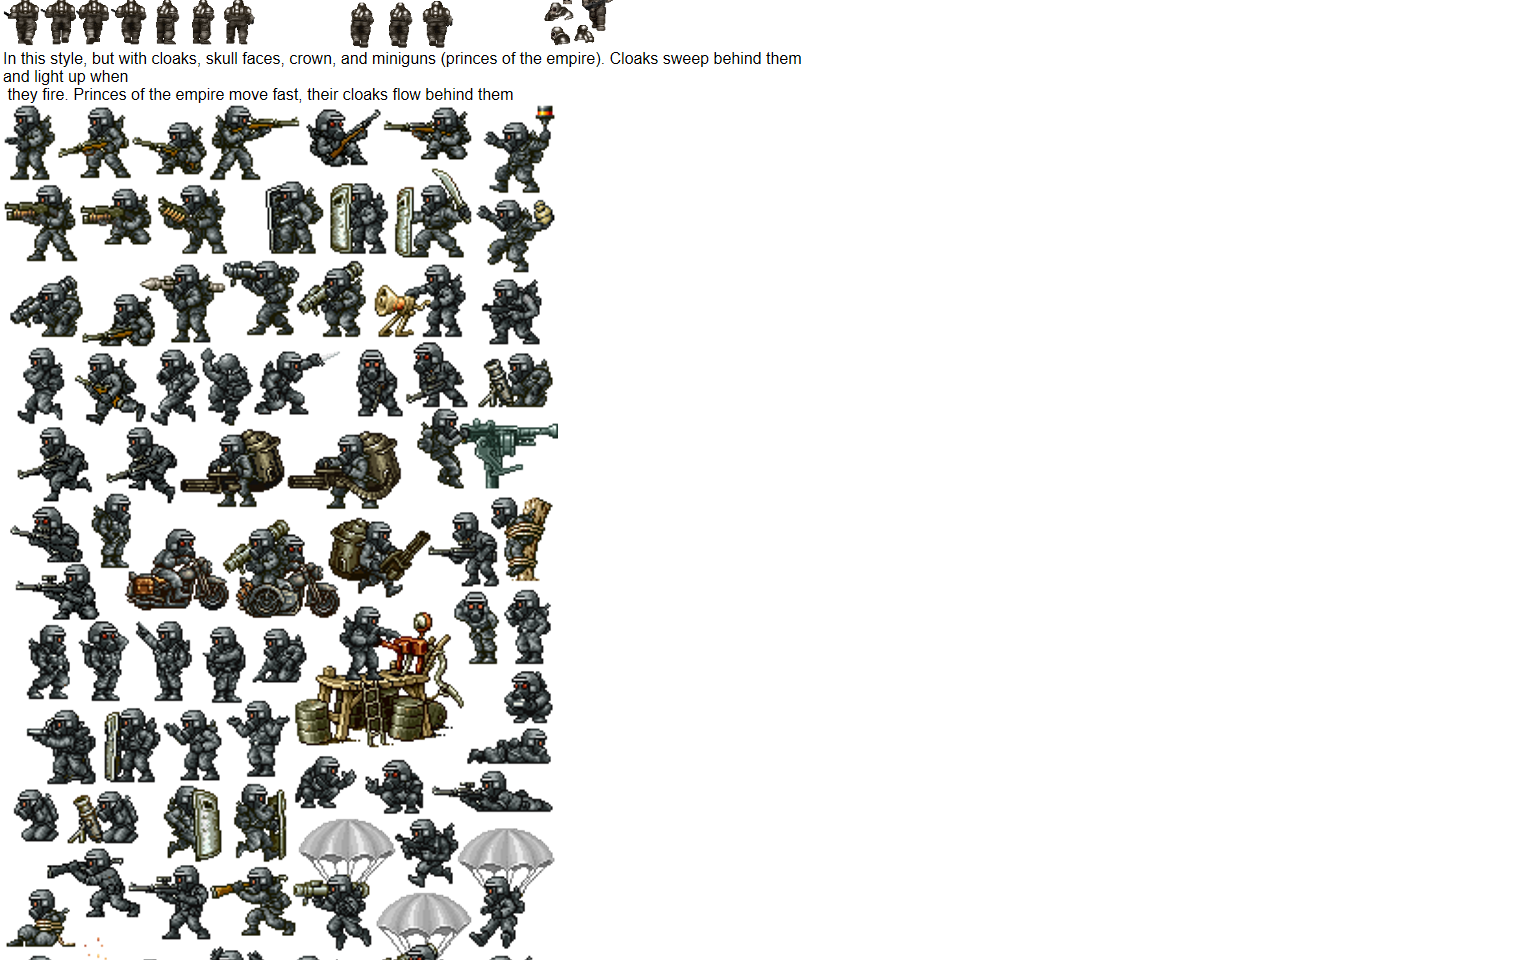 In this style, but with cloaks, skull faces, crown, and miniguns (princes of the empire). Cloaks sweep behind them
and light up when
they fire. Princes of the empire move fast, their cloaks flow behind them